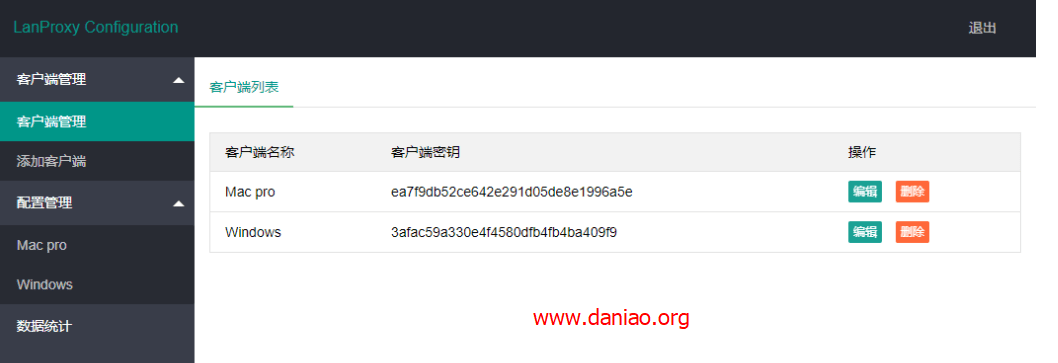 LanProxy Configuration
退出
客户端管理
客户端管理
添加客户端
配置管理
Mac pro
Windows
数据统计
客户端列表
客户端名称 客户端密钥 操作
Mac pro ea7f9db52ce642e291d05de8e1996a5e 编辑 删除
Windows 3afac59a330e4f4580dfb4fb4ba409f9 编辑 删除
www.daniao.org